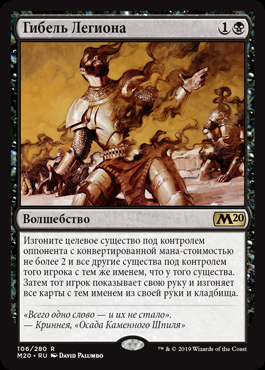 Гибель Легиона
1
Волшебство
M20
Изгоните целевое существо под контролем
оппонента с конвертированной мана-стоимостью
не более 2 и все другие существа под контролем
того игрока с тем же именем, что у того существа.
Затем тот игрок показывает свою руку и изгоняет
все карты с тем именем из своей руки и кладбища.
«Всего одно слово — и их не стало».
— Криннея, «Осада Каменного Шпиля»
106/280 R
M20 • RU DAVID PALUMBO
™ & © 2019 Wizards of the Coast